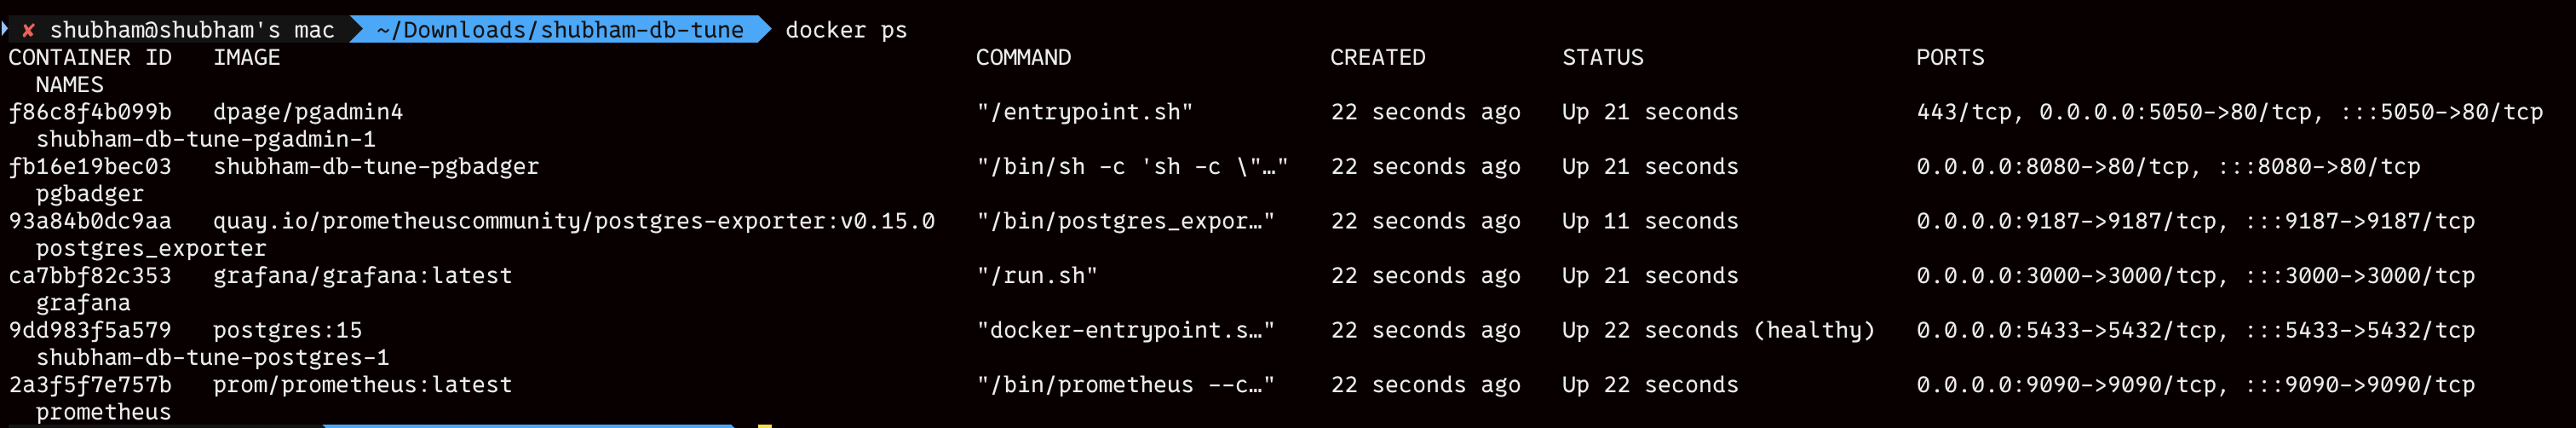 ✘ shubham@shubham's mac ~/Downloads/shubham-db-tune docker ps
CONTAINER ID IMAGE COMMAND CREATED STATUS PORTS
NAMES
f86c8f4b099b dpage/pgadmin4 "/entrypoint.sh" 22 seconds ago Up 21 seconds 443/tcp, 0.0.0.0:5050->80/tcp, :::5050->80/tcp
shubham-db-tune-pgadmin-1
fb16e19bec03 shubham-db-tune-pgbadger "/bin/sh -c 'sh -c \"…" 22 seconds ago Up 21 seconds 0.0.0.0:8080->80/tcp, :::8080->80/tcp
pgbadger
93a84b0dc9aa quay.io/prometheuscommunity/postgres-exporter:v0.15.0 "/bin/postgres_expor…" 22 seconds ago Up 11 seconds 0.0.0.0:9187->9187/tcp, :::9187->9187/tcp
postgres_exporter
ca7bbf82c353 grafana/grafana:latest "/run.sh" 22 seconds ago Up 21 seconds 0.0.0.0:3000->3000/tcp, :::3000->3000/tcp
grafana
9dd983f5a579 postgres:15 "docker-entrypoint.s…" 22 seconds ago Up 22 seconds (healthy) 0.0.0.0:5433->5432/tcp, :::5433->5432/tcp
shubham-db-tune-postgres-1
2a3f5f7e757b prom/prometheus:latest "/bin/prometheus --c…" 22 seconds ago Up 22 seconds 0.0.0.0:9090->9090/tcp, :::9090->9090/tcp
prometheus